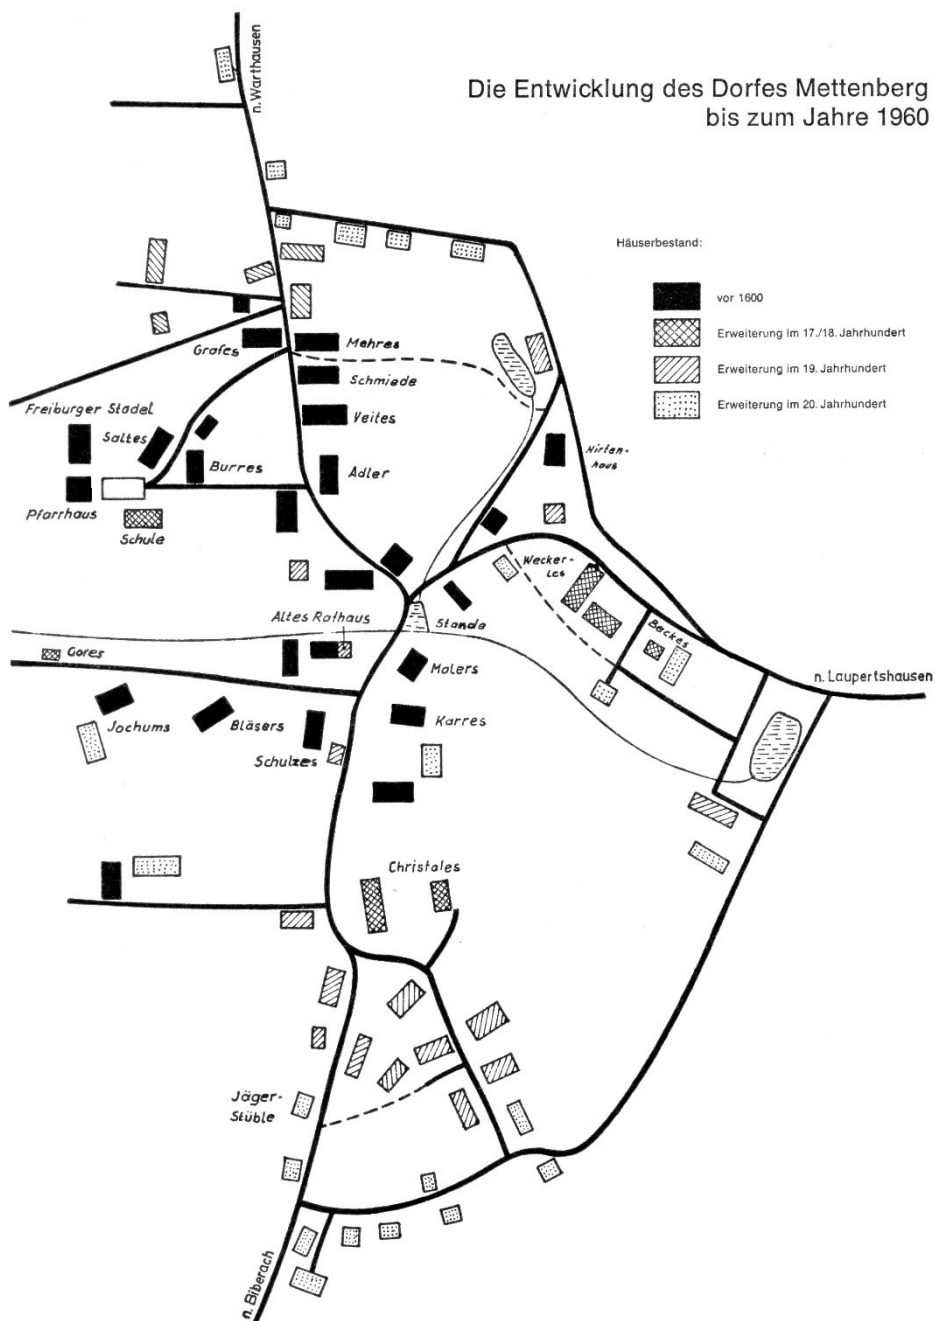 n. Warthausen
Die Entwicklung des Dorfes Mettenberg
bis zum Jahre 1960
Häuserbestand:
vor 1600
Erweiterung im 17./18. Jahrhundert
Erweiterung im 19. Jahrhundert
Erweiterung im 20. Jahrhundert
Grafes
Mehres
Schmiede
Veites
Freiburger Stadel
Saltes
Burres
Adler
Hirten-
haus
Pfarrhaus
Schule
Wecker-
les
Altes Rathaus
Stande
Backes
Gores
Malers
n. Laupertshausen
Jochums
Bläsers
Karres
Schulzes
Christales
Jäger-
Stüble
n. Biberach